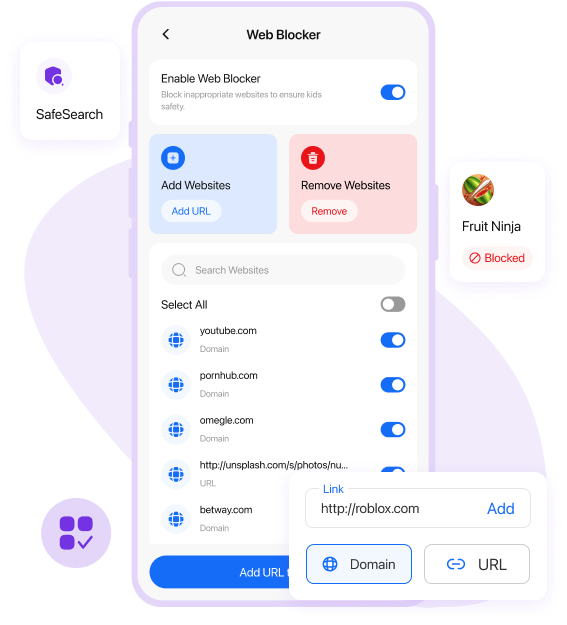 Web Blocker
SafeSearch
Enable Web Blocker
Block inappropriate websites to ensure kids
safety.
Add Websites
Add URL
Remove Websites
Remove
Fruit Ninja
Blocked
Search Websites
Select All
youtube.com
Domain
pornhub.com
Domain
omegle.com
Domain
http://unsplash.com/s/photos/nu...
URL
betway.com
Domain
Add URL
Link
http://roblox.com
Add
Domain
URL